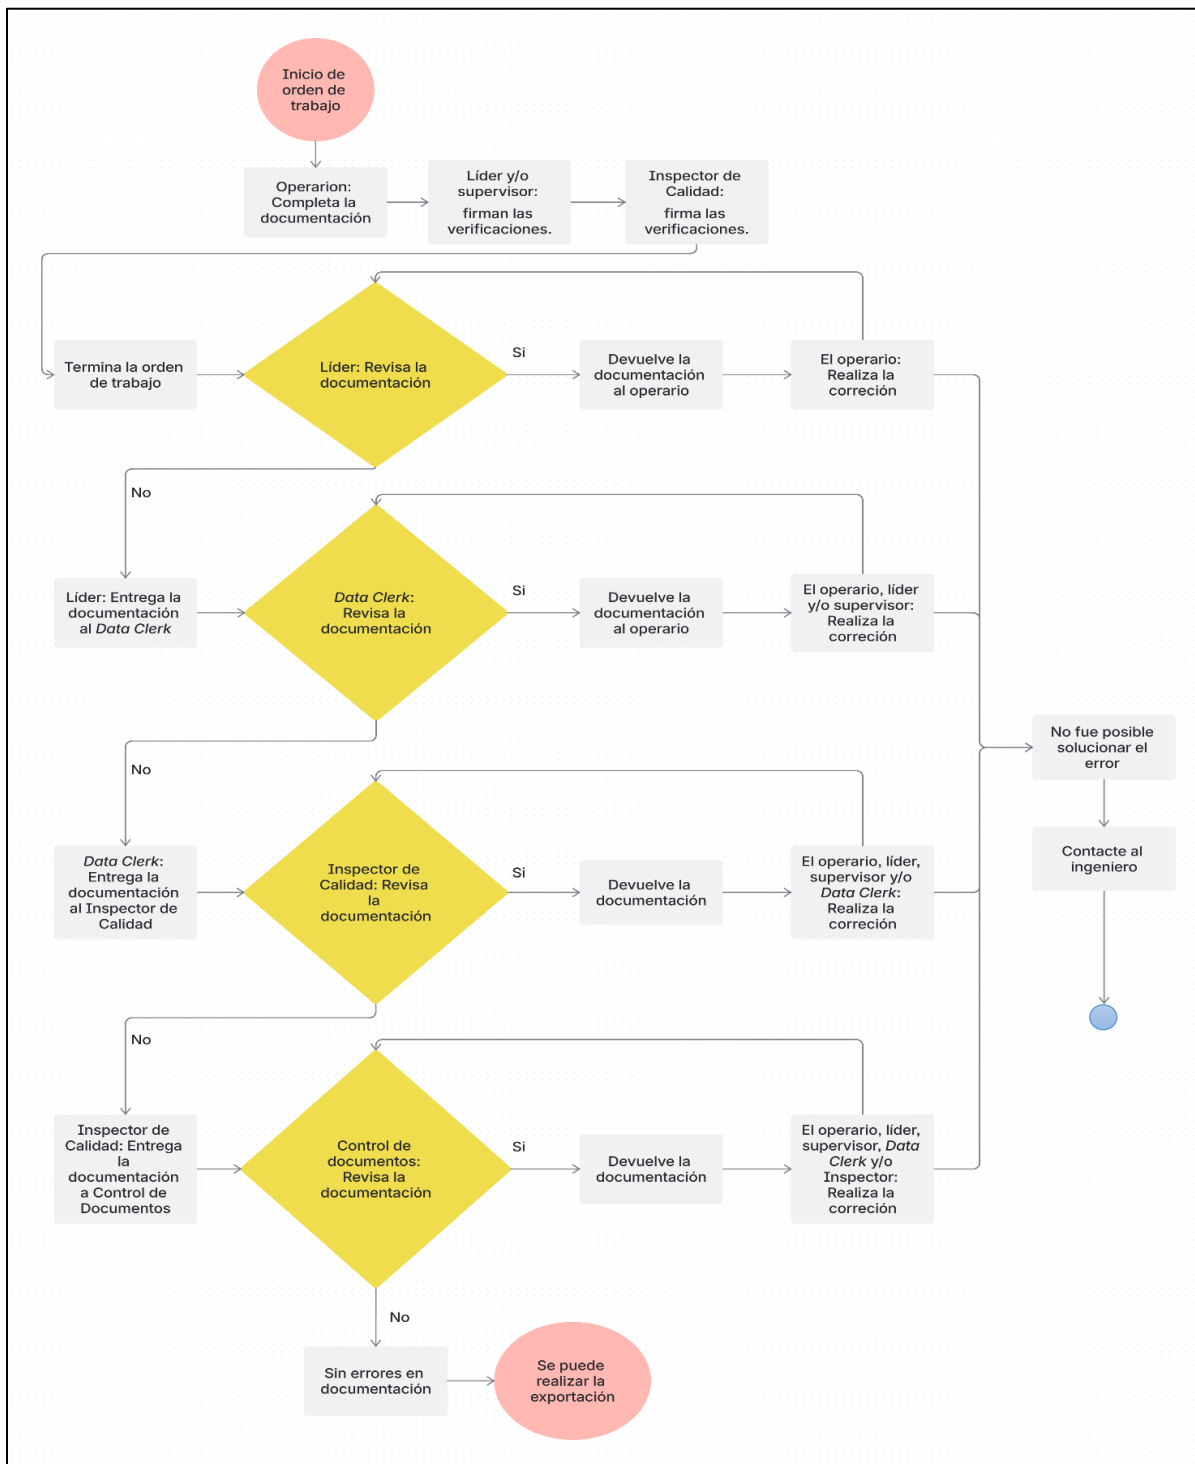 Inicio de
orden de
trabajo
Operarion:
Completa la
documentación
Líder y/o
supervisor:
firman las
verificaciones.
Inspector de
Calidad:
firma las
verificaciones.
Termina la orden
de trabajo
Líder: Revisa la
documentación
Si
Devuelve la
documentación
al operario
El operario:
Realiza la
correción
No
Líder: Entrega la
documentación
al Data Clerk
Data Clerk:
Revisa la
documentación
Si
Devuelve la
documentación
al operario
El operario, líder
y/o supervisor:
Realiza la
correción
No fue posible
solucionar el
error
Contacte al
ingeniero
No
Data Clerk:
Entrega la
documentación
al Inspector de
Calidad
Inspector de
Calidad: Revisa
la
documentación
Si
Devuelve la
documentación
El operario, líder,
supervisor y/o
Data Clerk:
Realiza la
correción
No
Inspector de
Calidad: Entrega
la
documentación
a Control de
Documentos
Control de
documentos:
Revisa la
documentación
Si
Devuelve la
documentación
El operario, líder,
supervisor, Data
Clerk y/o
Inspector:
Realiza la
correción
No
Sin errores en
documentación
Se puede
realizar la
exportación